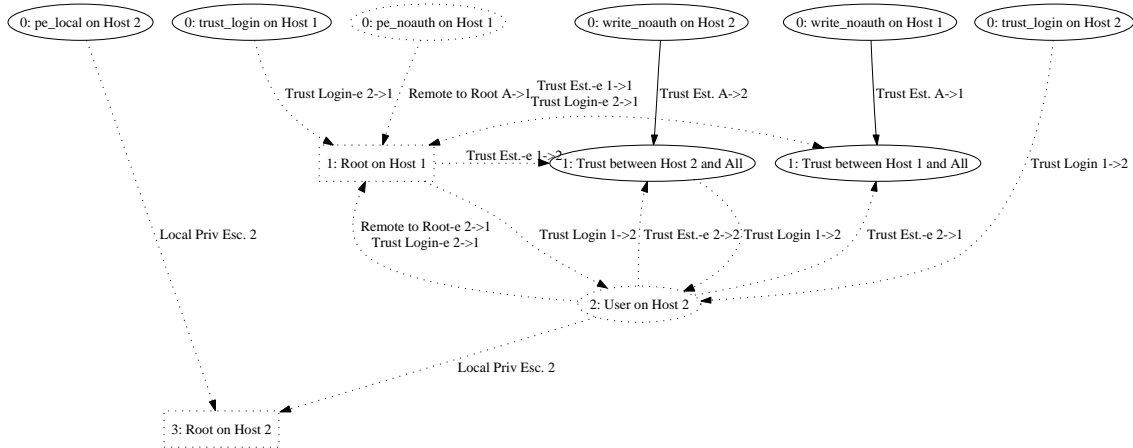 0: pe_local on Host 2
0: trust_login on Host 1
0: pe_noauth on Host 1
0: write_noauth on Host 2
0: write_noauth on Host 1
0: trust_login on Host 2
Trust Login-e 2->1
Remote to Root A->1
Trust Est.-e 1->1
Trust Login-e 2->1
Trust Est. A->2
Trust Est. A->1
1: Root on Host 1
Trust Est.-e 1->2
1: Trust between Host 2 and All
1: Trust between Host 1 and All
Trust Login 1->2
Local Priv Esc. 2
Remote to Root-e 2->1
Trust Login-e 2->1
Trust Login 1->2
Trust Est.-e 2->2
Trust Login 1->2
Trust Est.-e 2->1
2: User on Host 2
Local Priv Esc. 2
3: Root on Host 2